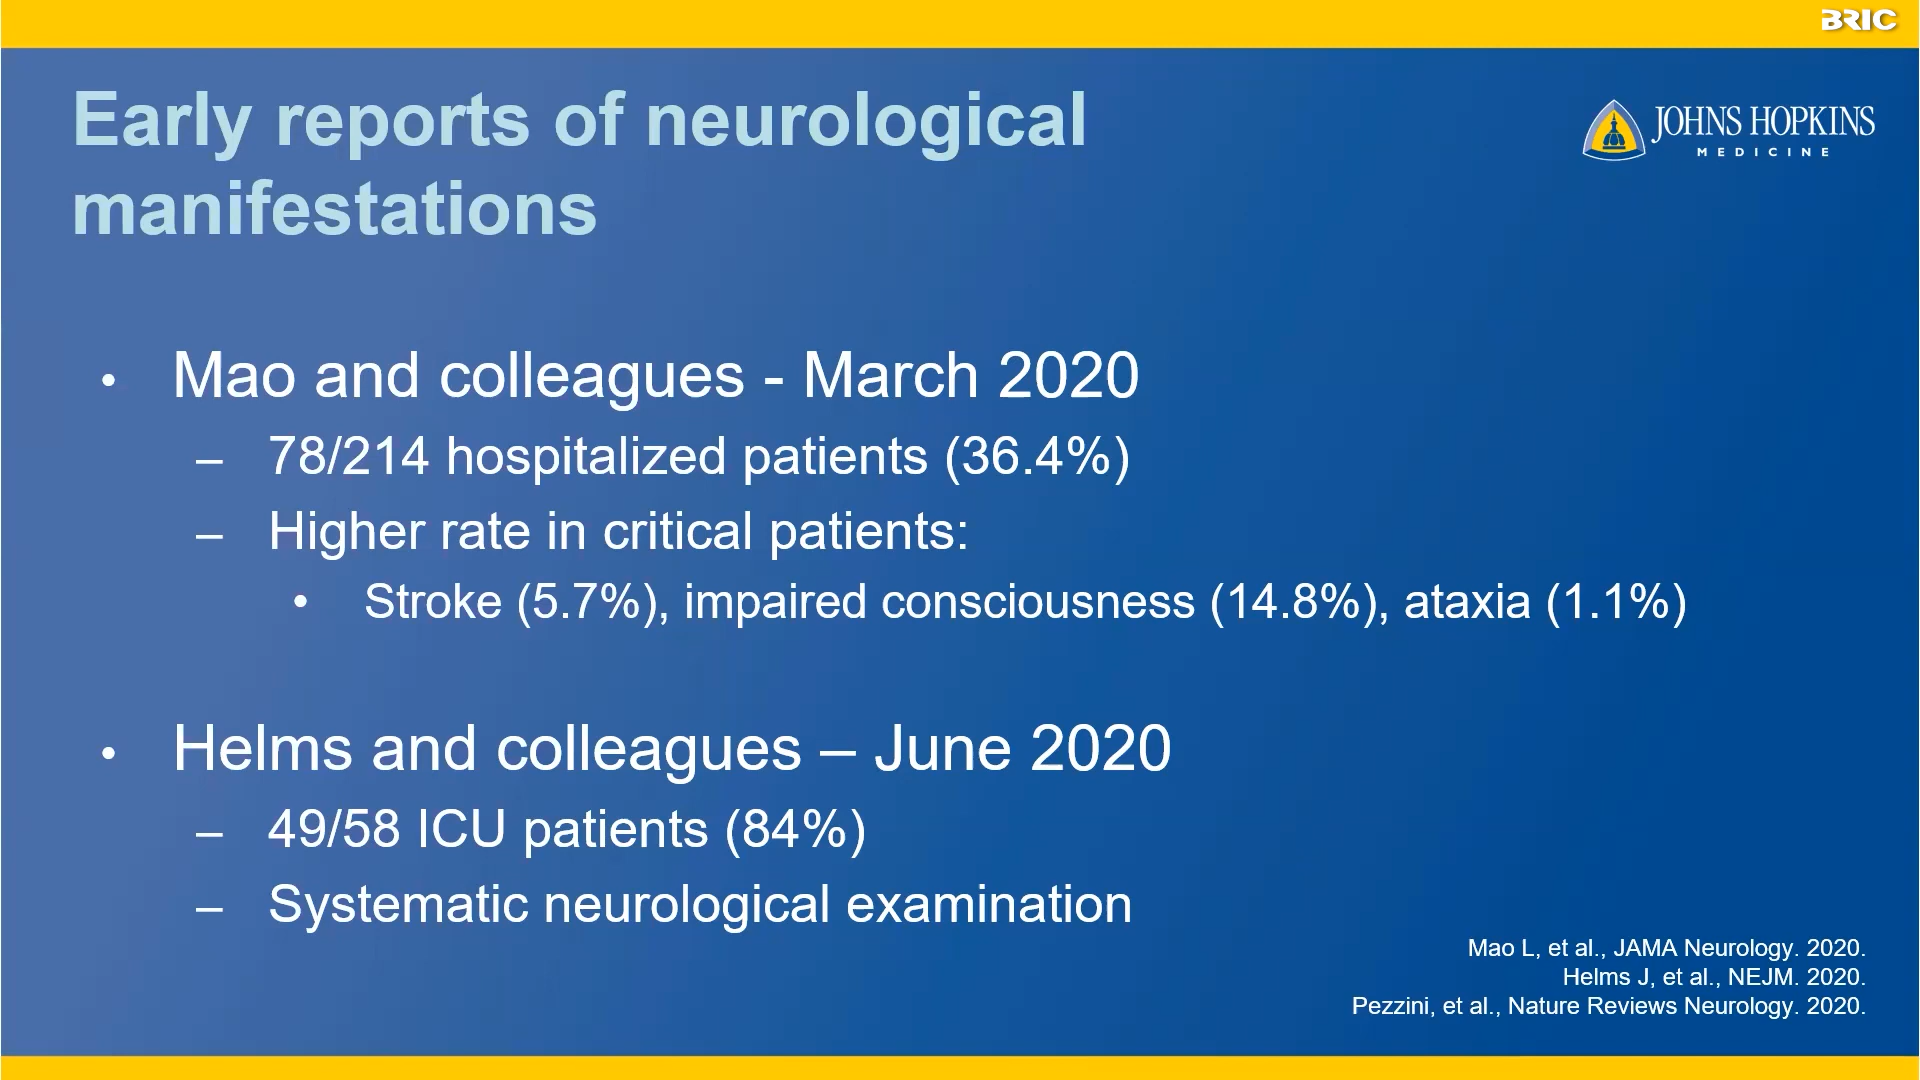 BRIC
Early reports of neurological
manifestations
JOHNS HOPKINS
MEDICINE
• Mao and colleagues - March 2020
– 78/214 hospitalized patients (36.4%)
– Higher rate in critical patients:
• Stroke (5.7%), impaired consciousness (14.8%), ataxia (1.1%)
• Helms and colleagues – June 2020
– 49/58 ICU patients (84%)
– Systematic neurological examination
Mao L, et al., JAMA Neurology. 2020.
Helms J, et al., NEJM. 2020.
Pezzini, et al., Nature Reviews Neurology. 2020.